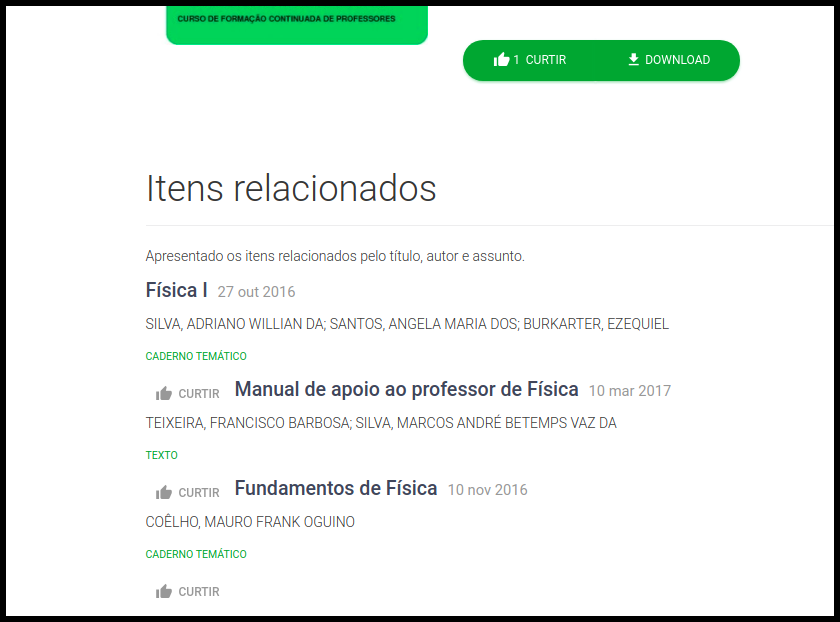 CURSO DE FORMAÇÃO CONTINUADA DE PROFESSORES
1 CURTIR DOWNLOAD
Itens relacionados
Apresentado os itens relacionados pelo título, autor e assunto.
Física I 27 out 2016
SILVA, ADRIANO WILLIAN DA; SANTOS, ANGELA MARIA DOS; BURKARTER, EZEQUIEL
CADERNO TEMÁTICO
CURTIR Manual de apoio ao professor de Física 10 mar 2017
TEIXEIRA, FRANCISCO BARBOSA; SILVA, MARCOS ANDRÉ BETEMPS VAZ DA
TEXTO
CURTIR Fundamentos de Física 10 nov 2016
COÊLHO, MAURO FRANK OGUINO
CADERNO TEMÁTICO
CURTIR